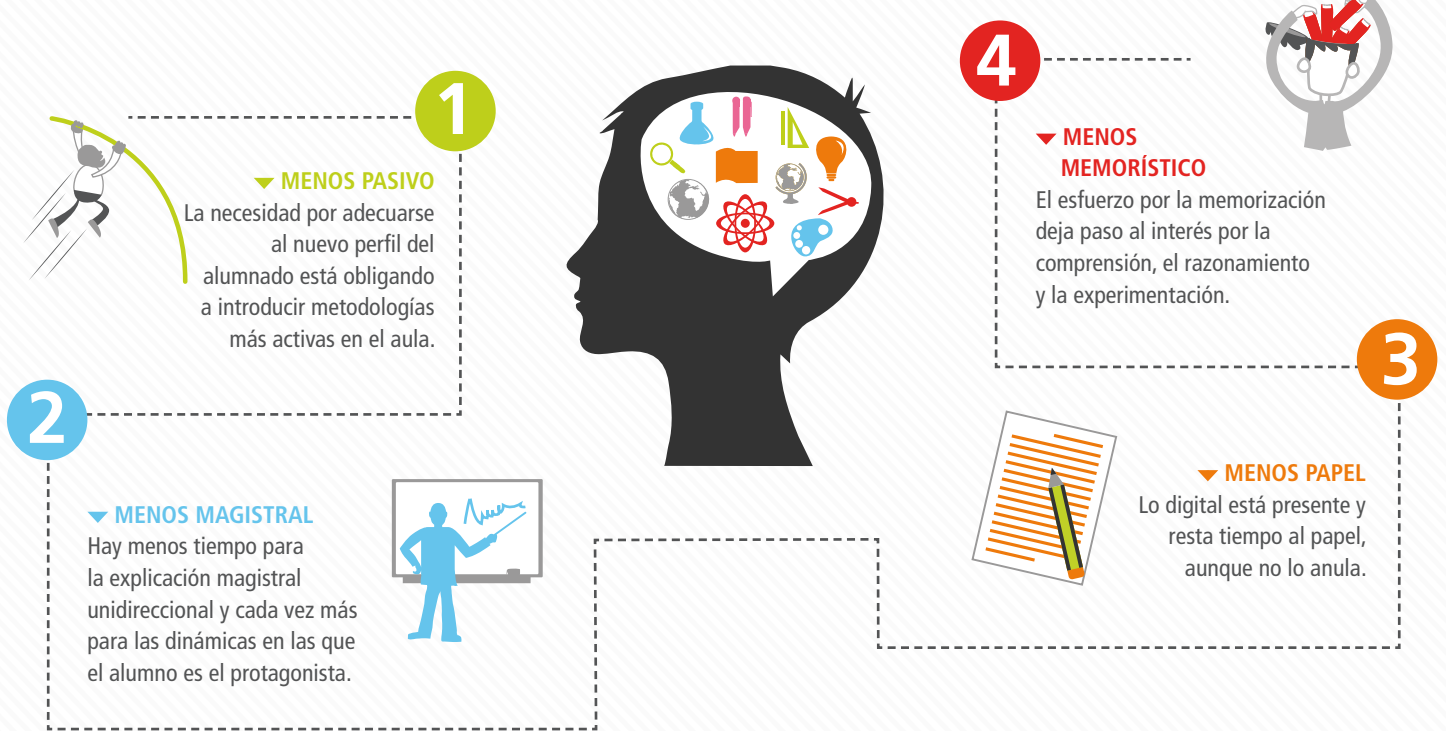 1
MENOS PASIVO
La necesidad por adecuarse
al nuevo perfil del
alumnado está obligando
a introducir metodologías
más activas en el aula.
2
MENOS MAGISTRAL
Hay menos tiempo para
la explicación magistral
unidireccional y cada vez más
para las dinámicas en las que
el alumno es el protagonista.
3
MENOS PAPEL
Lo digital está presente y
resta tiempo al papel,
aunque no lo anula.
4
MENOS
MEMORÍSTICO
El esfuerzo por la memorización
deja paso al interés por la
comprensión, el razonamiento
y la experimentación.